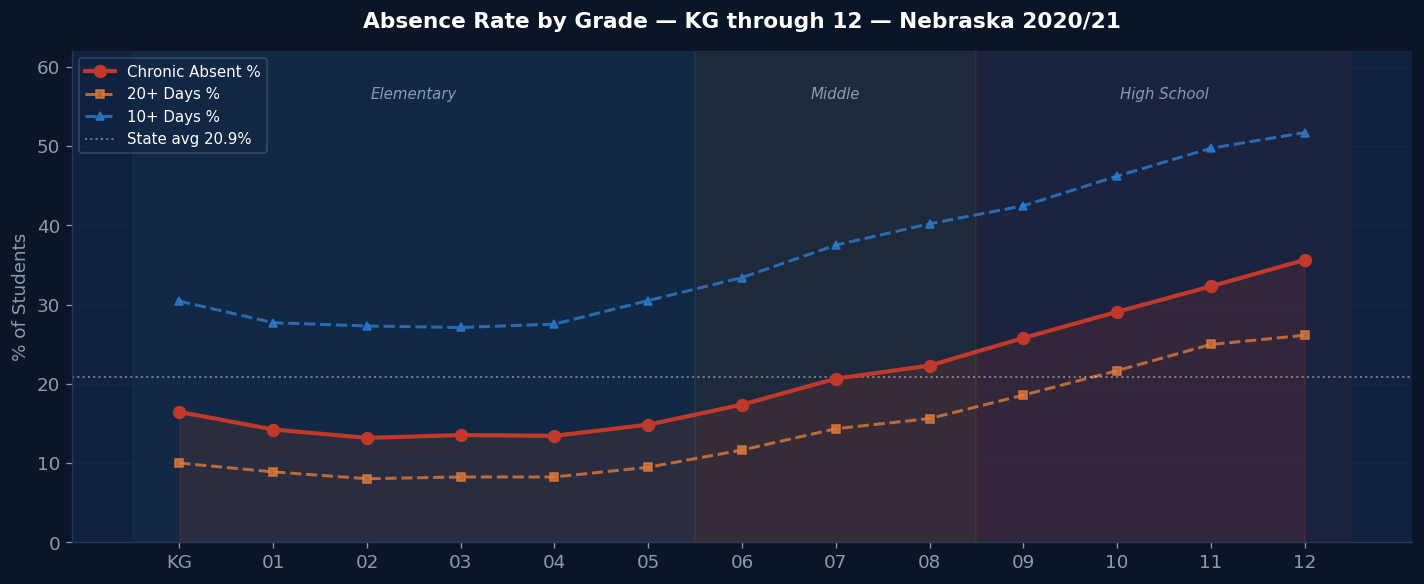 Absence Rate by Grade — KG through 12 — Nebraska 2020/21
Chronic Absent %
20+ Days %
10+ Days %
State avg 20.9%
Elementary
Middle
High School
% of Students
60
50
40
30
20
10
0
KG 01 02 03 04 05 06 07 08 09 10 11 12